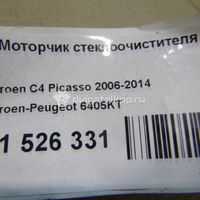 Моторчик стеклоочистителя
roen C4 Picasso 2006-2014
roen-Peugeot 6405KT
1 526 331